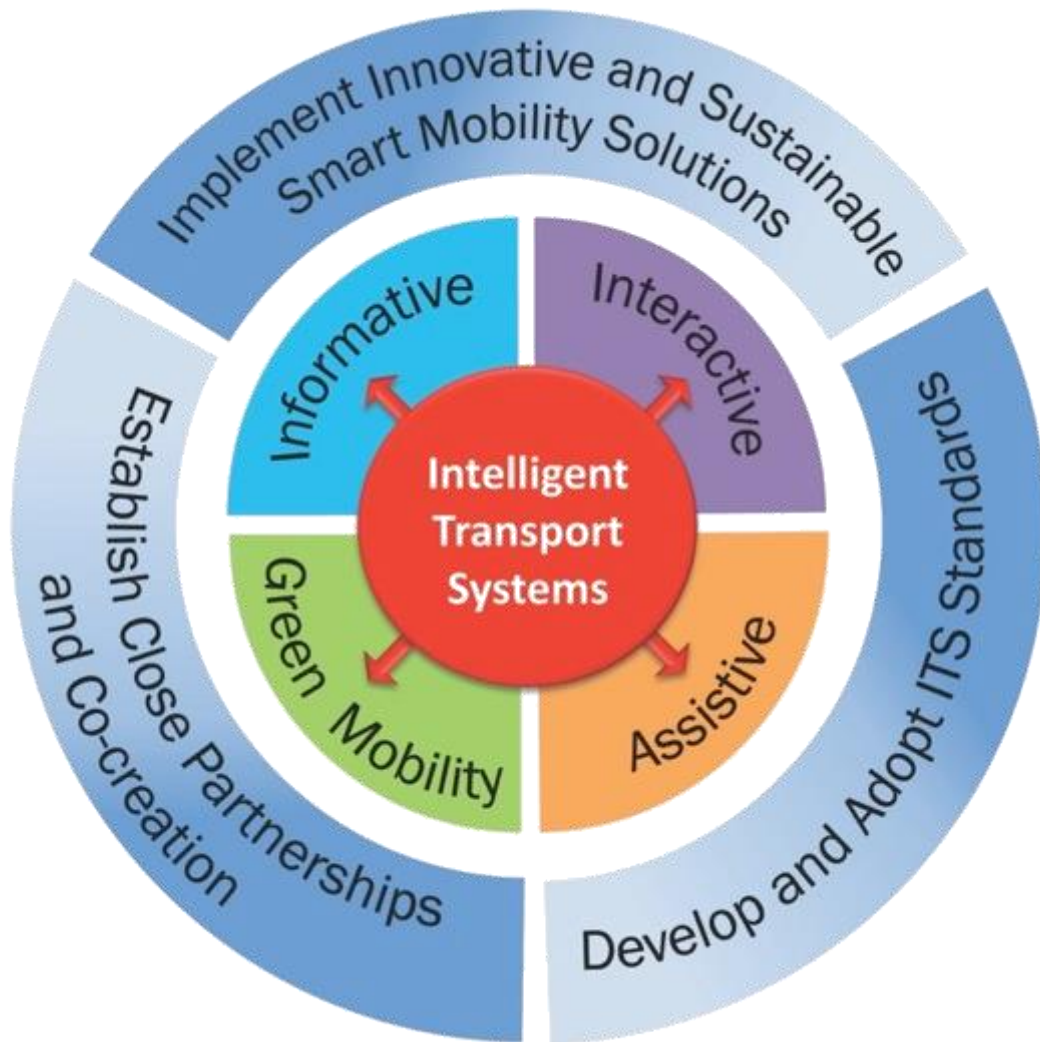 Implement Innovative and Sustainable
Smart Mobility Solutions
Informative
Interactive
Intelligent
Transport
Systems
Green Mobility
Assistive
Establish Close Partnerships
and Co-creation
Develop and Adopt ITS Standards